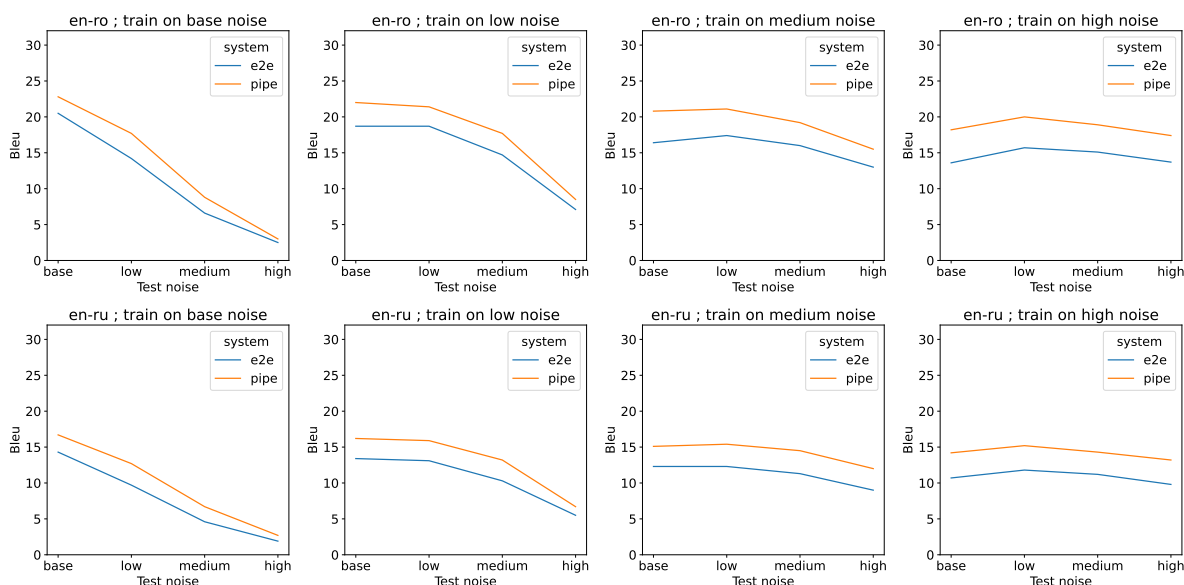 en-ro ; train on base noise
system
e2e
pipe
Bleu
30
25
20
15
10
5
0
base low medium high
Test noise
en-ro ; train on low noise
system
e2e
pipe
Bleu
30
25
20
15
10
5
0
base low medium high
Test noise
en-ro ; train on medium noise
system
e2e
pipe
Bleu
30
25
20
15
10
5
0
base low medium high
Test noise
en-ro ; train on high noise
system
e2e
pipe
Bleu
30
25
20
15
10
5
0
base low medium high
Test noise
en-ru ; train on base noise
system
e2e
pipe
Bleu
30
25
20
15
10
5
0
base low medium high
Test noise
en-ru ; train on low noise
system
e2e
pipe
Bleu
30
25
20
15
10
5
0
base low medium high
Test noise
en-ru ; train on medium noise
system
e2e
pipe
Bleu
30
25
20
15
10
5
0
base low medium high
Test noise
en-ru ; train on high noise
system
e2e
pipe
Bleu
30
25
20
15
10
5
0
base low medium high
Test noise